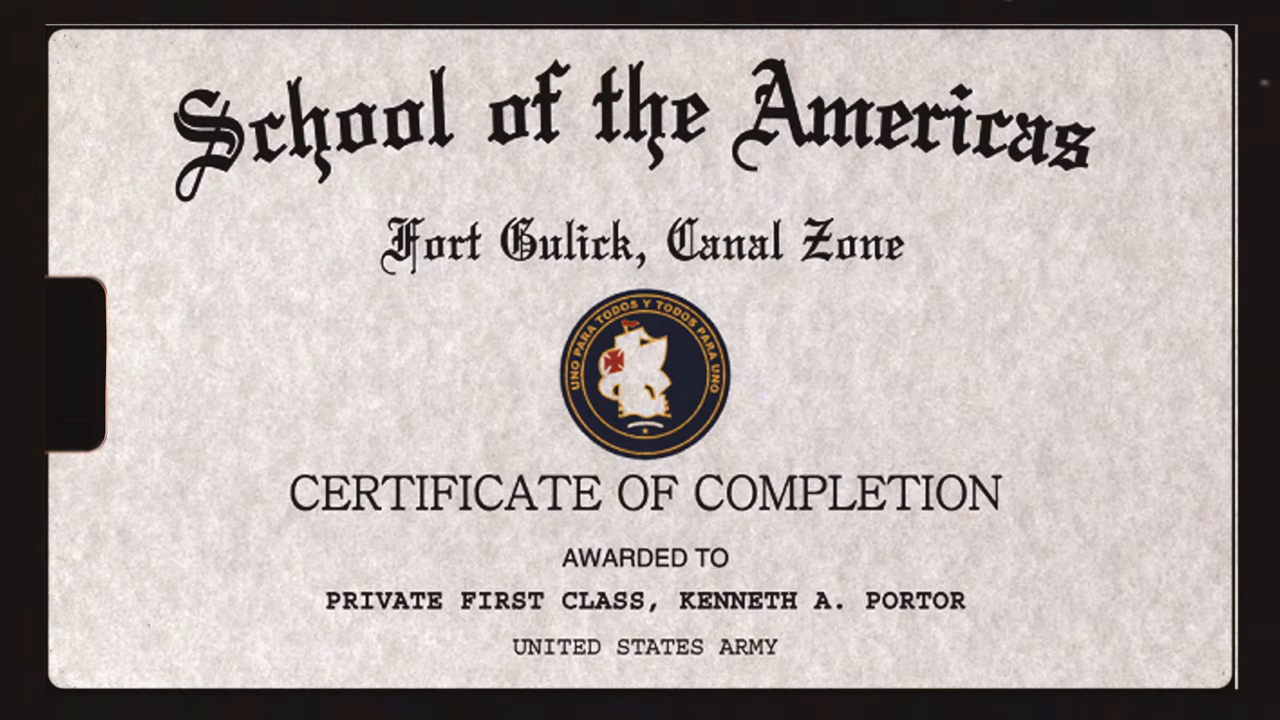 School of the Americas
Fort Gulick, Canal Zone
UNO PARA TODOS Y TODOS PARA UNO
CERTIFICATE OF COMPLETION
AWARDED TO
PRIVATE FIRST CLASS, KENNETH A. PORTOR
UNITED STATES ARMY